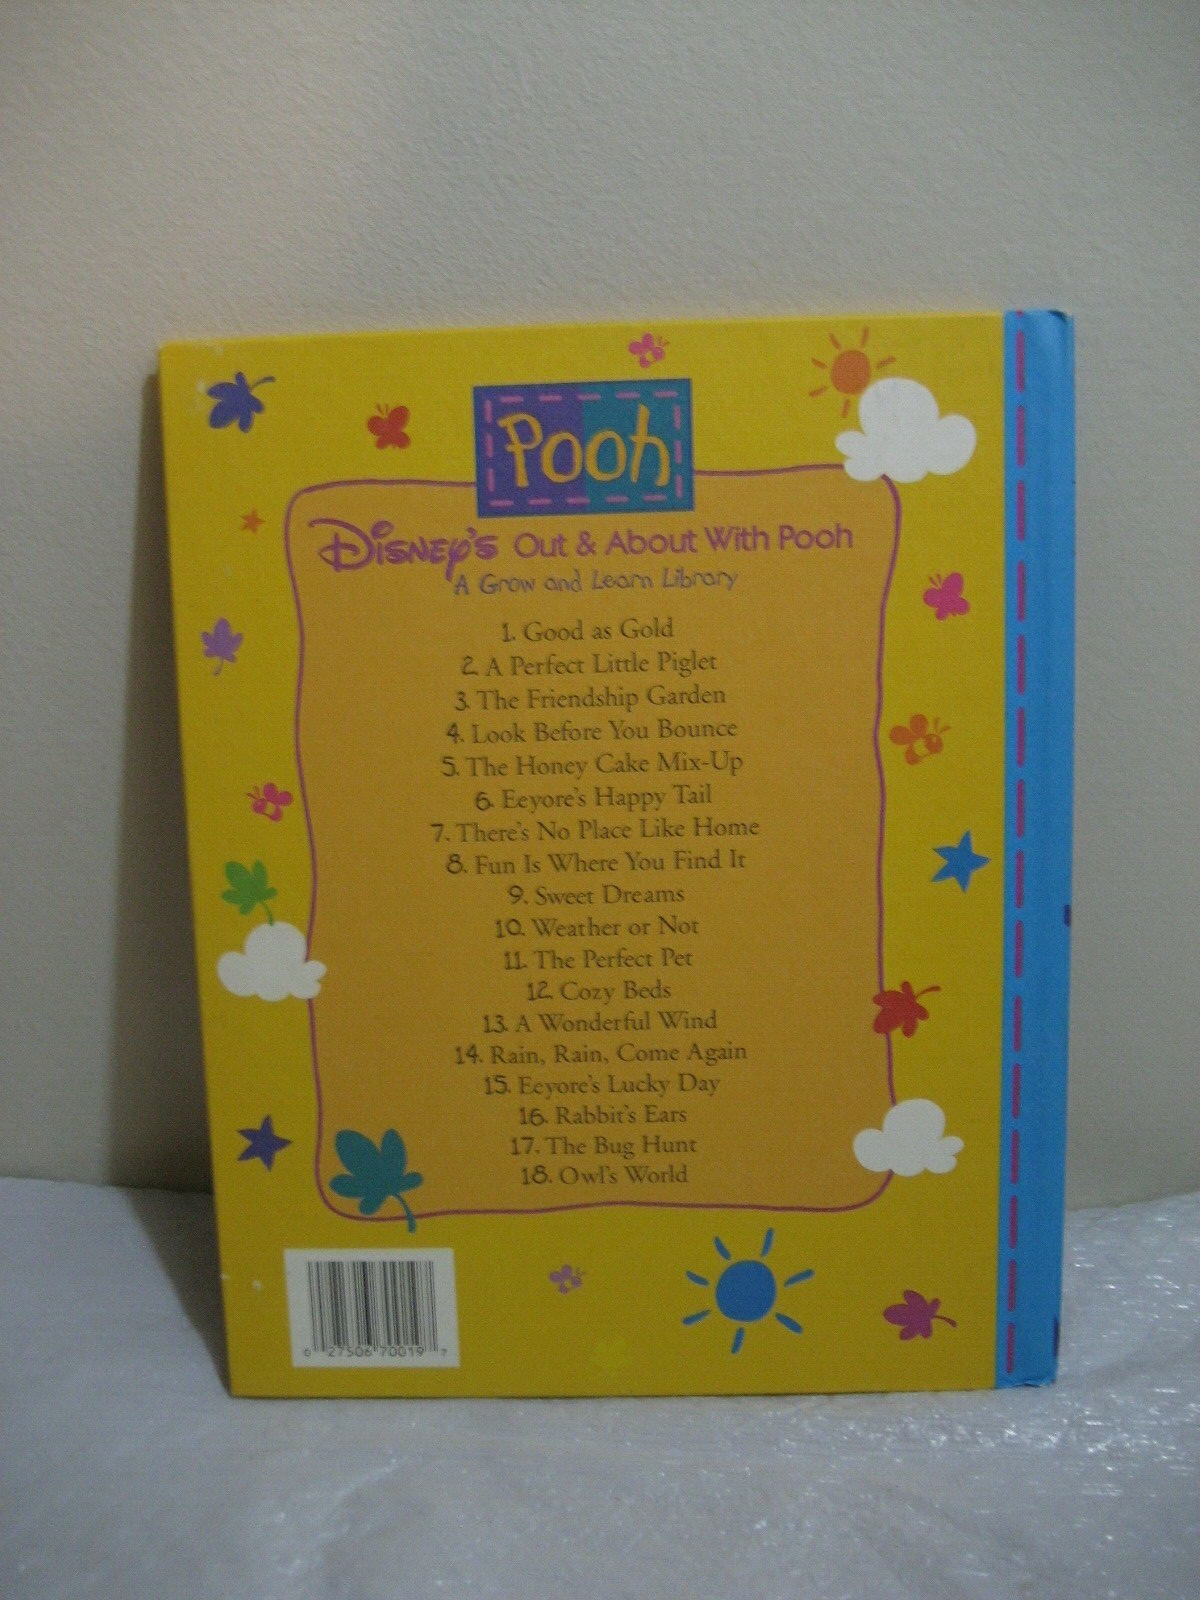 Pooh
Disney's Out & About With Pooh
A Grow and Learn Library
1. Good as Gold
2. A Perfect Little Piglet
3. The Friendship Garden
4. Look Before You Bounce
5. The Honey Cake Mix-Up
6. Eeyore's Happy Tail
7. There's No Place Like Home
8. Fun Is Where You Find It
9. Sweet Dreams
10. Weather or Not
11. The Perfect Pet
12. Cozy Beds
13. A Wonderful Wind
14. Rain, Rain, Come Again
15. Eeyore's Lucky Day
16. Rabbit's Ears
17. The Bug Hunt
18. Owl's World
0 27506 70019 7